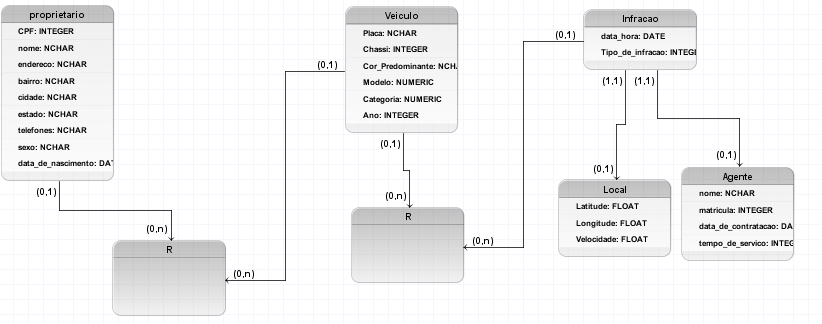 proprietario
CPF: INTEGER
nome: NCHAR
endereco: NCHAR
bairro: NCHAR
cidade: NCHAR
estado: NCHAR
telefones: NCHAR
sexo: NCHAR
data_de_nascimento: DA
(0,1)
(0,n)
R
(0,n)
(0,1)
Veiculo
Placa: NCHAR
Chassi: INTEGER
Cor_Predominante: NCHA
Modelo: NUMERIC
Categoria: NUMERIC
Ano: INTEGER
(0,1)
(0,n)
R
(0,n)
(0,1)
Infracao
data_hora: DATE
Tipo_de_infracao: INTEG
(1,1)
(1,1)
(0,1)
(0,1)
Local
Latitude: FLOAT
Longitude: FLOAT
Velocidade: FLOAT
Agente
nome: NCHAR
matricula: INTEGER
data_de_contratacao: DA
tempo_de_servico: INTEG